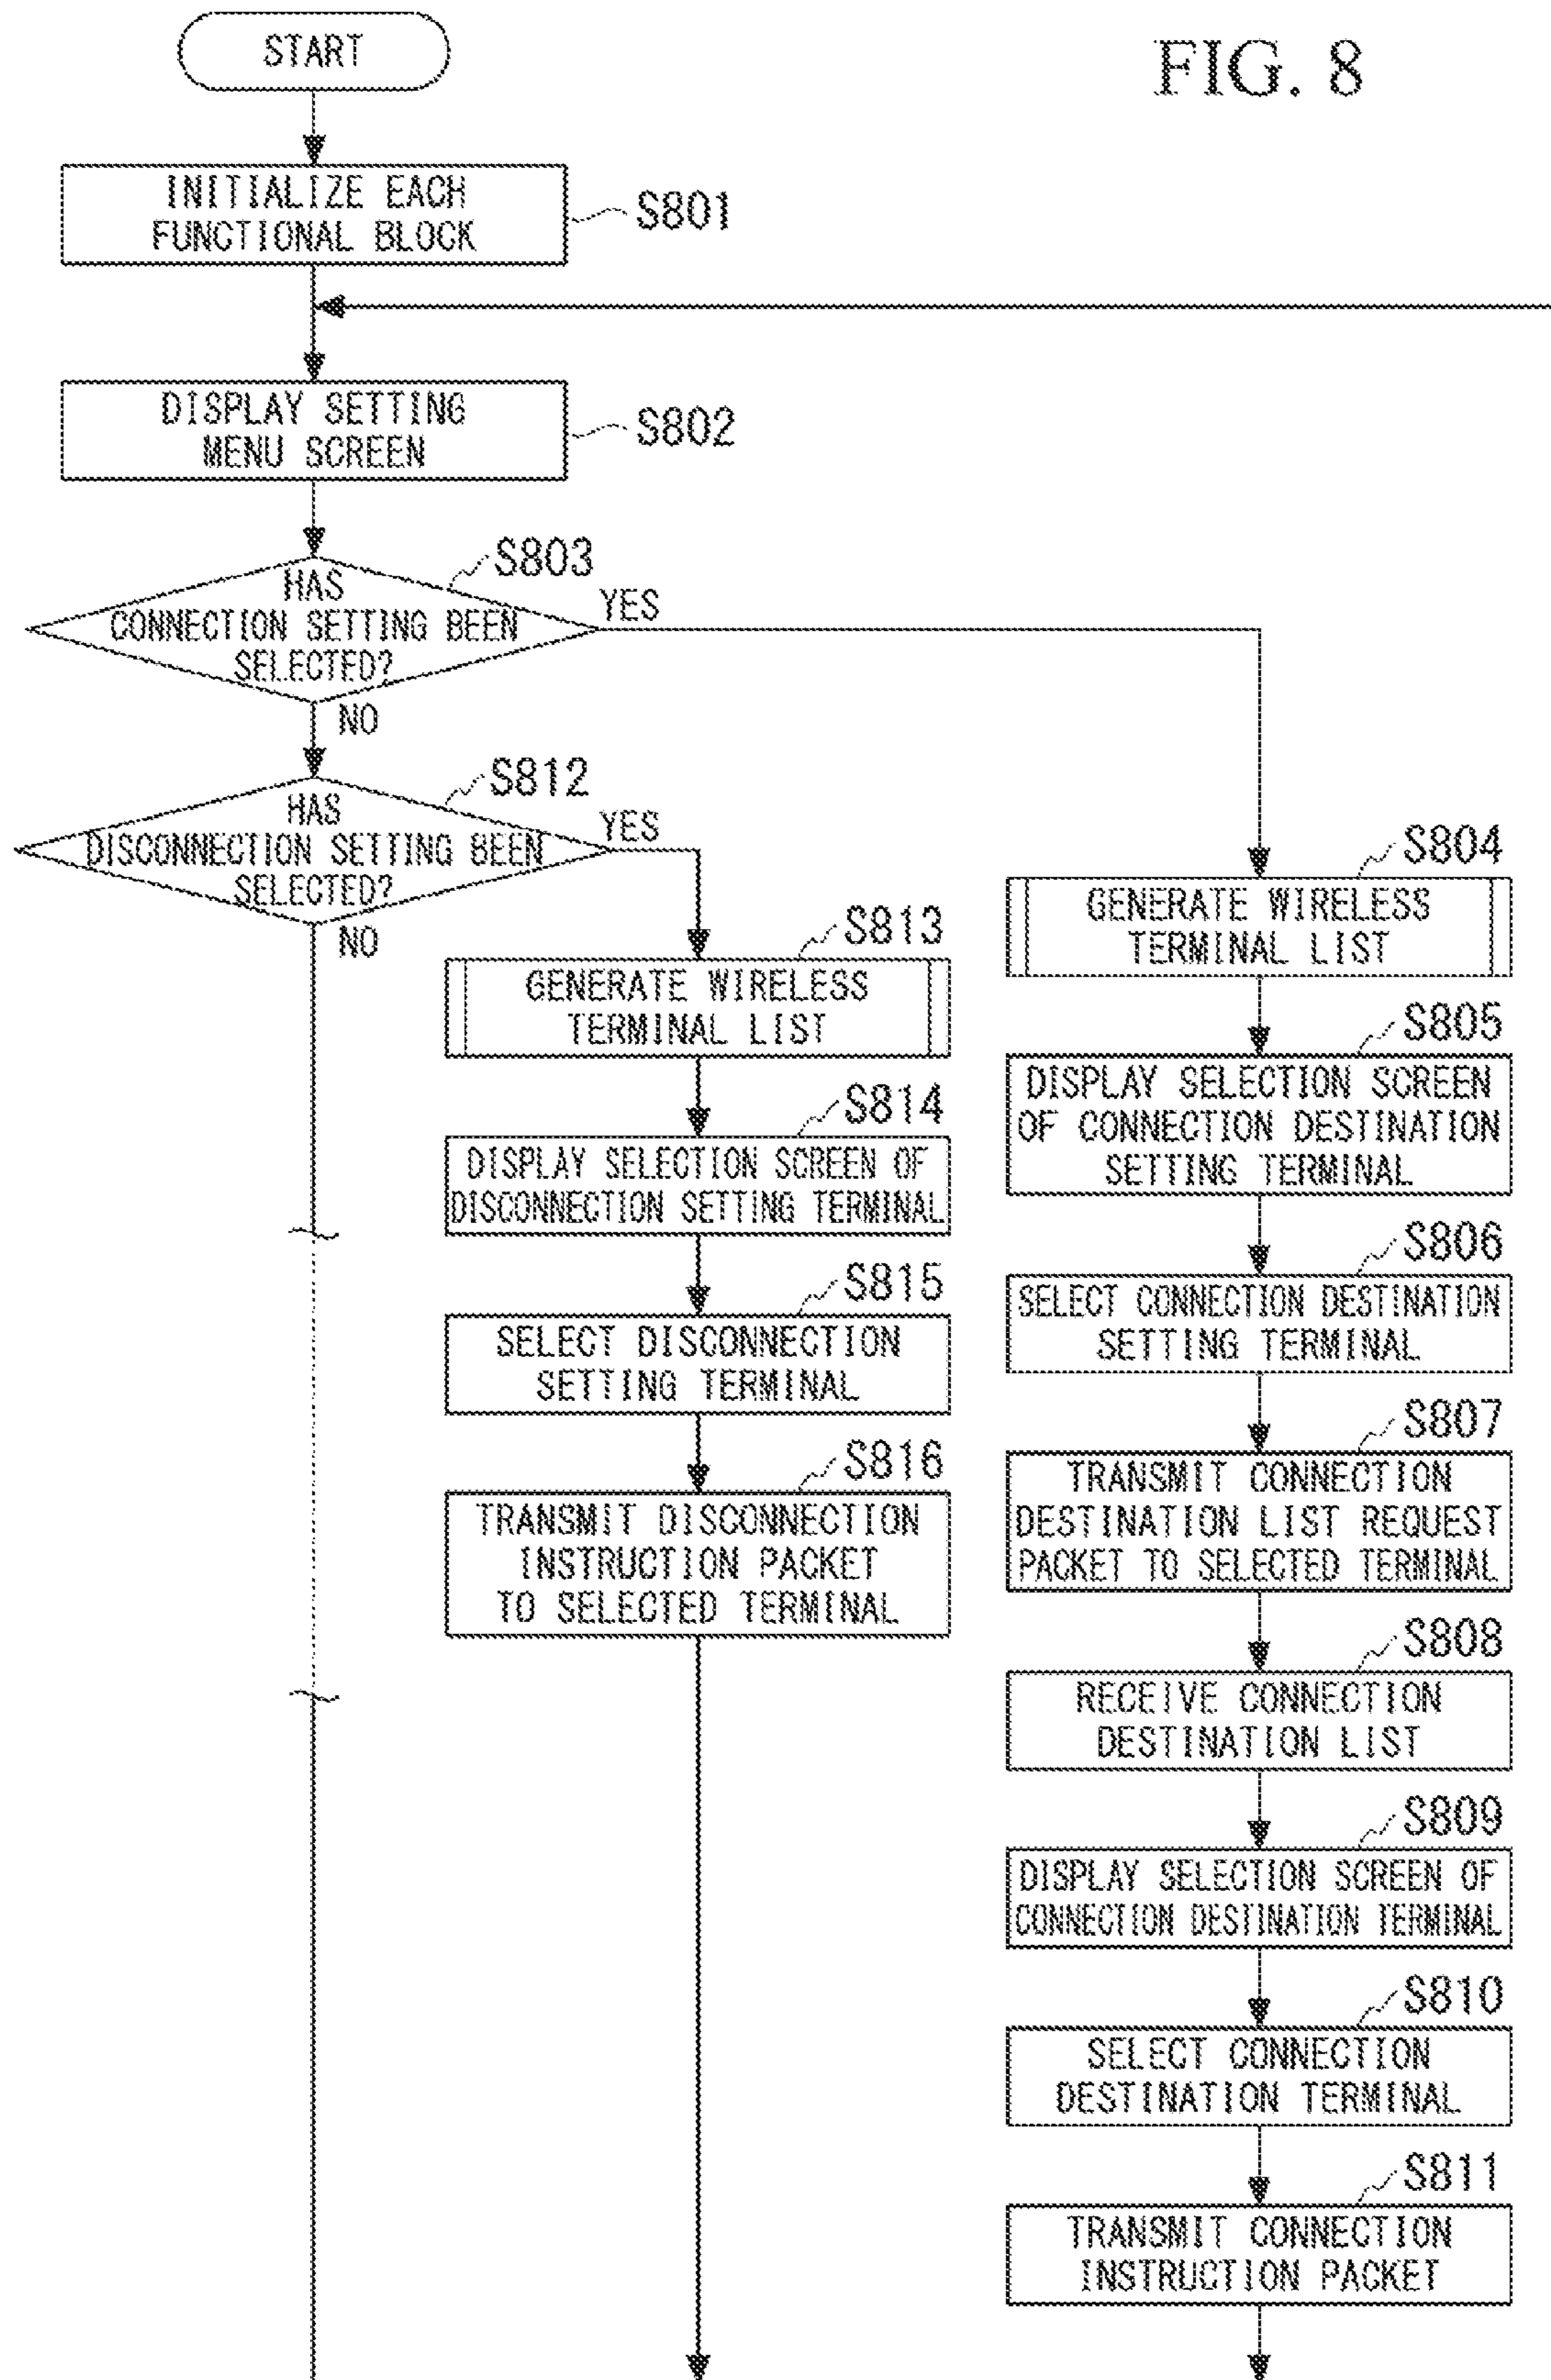 FIG. 8
START
INITIALIZE EACH
FUNCTIONAL BLOCK
S801
DISPLAY SETTING
MENU SCREEN
S802
S803
HAS
CONNECTION SETTING BEEN
SELECTED?
YES
NO
S812
HAS
DISCONNECTION SETTING BEEN
SELECTED?
YES
NO
S813
GENERATE WIRELESS
TERMINAL LIST
S814
DISPLAY SELECTION SCREEN OF
DISCONNECTION SETTING TERMINAL
S815
SELECT DISCONNECTION
SETTING TERMINAL
S816
TRANSMIT DISCONNECTION
INSTRUCTION PACKET
TO SELECTED TERMINAL
S804
GENERATE WIRELESS
TERMINAL LIST
S805
DISPLAY SELECTION SCREEN
OF CONNECTION DESTINATION
SETTING TERMINAL
S806
SELECT CONNECTION DESTINATION
SETTING TERMINAL
S807
TRANSMIT CONNECTION
DESTINATION LIST REQUEST
PACKET TO SELECTED TERMINAL
S808
RECEIVE CONNECTION
DESTINATION LIST
S809
DISPLAY SELECTION SCREEN OF
CONNECTION DESTINATION TERMINAL
S810
SELECT CONNECTION
DESTINATION TERMINAL
S811
TRANSMIT CONNECTION
INSTRUCTION PACKET